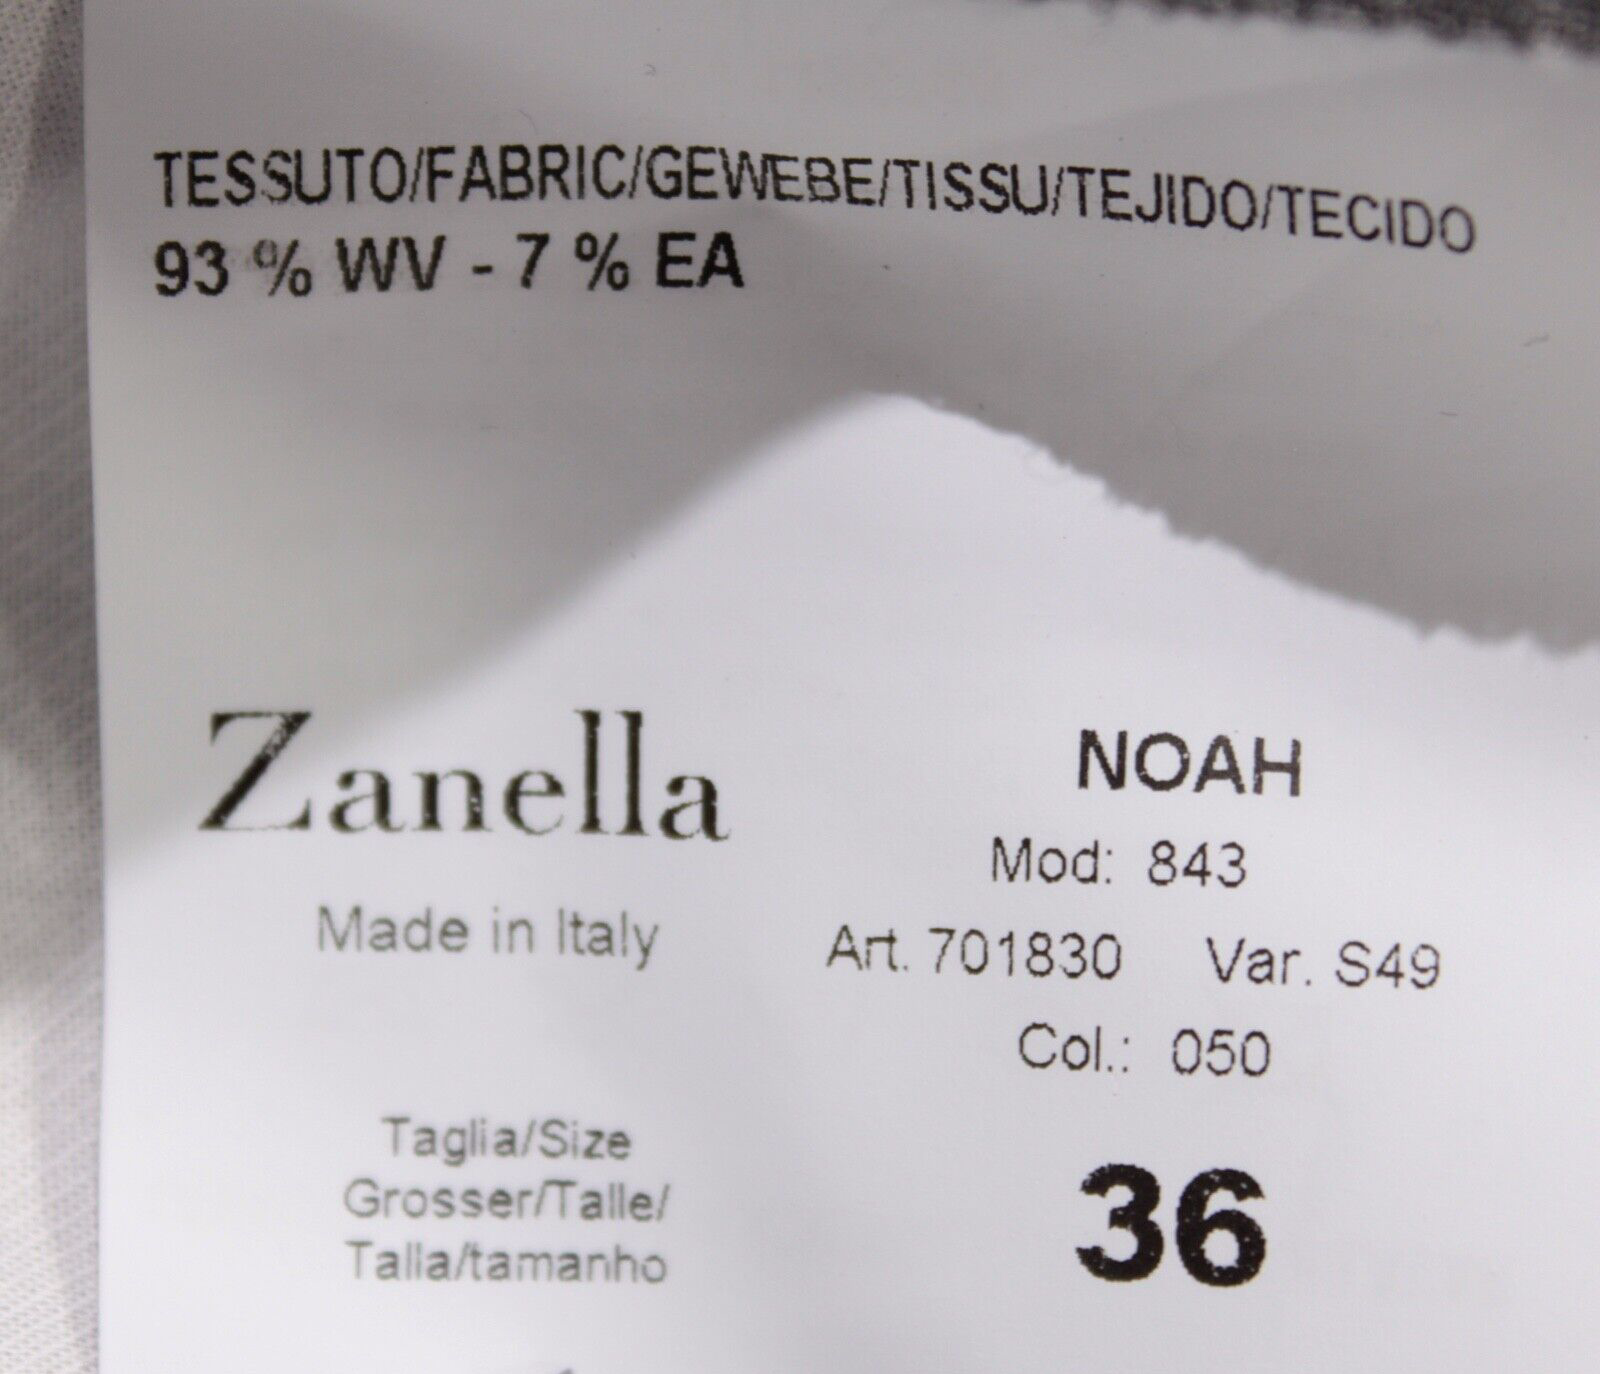 TESSUTO/FABRIC/GEWEBE/TISSU/TEJIDO/TECIDO
93 % WV - 7 % EA
Zanella
Made in Italy
NOAH
Mod: 843
Art. 701830 Var. S49
Col.: 050
Taglia/Size
Grosser/Talle/
Talla/tamanho
36